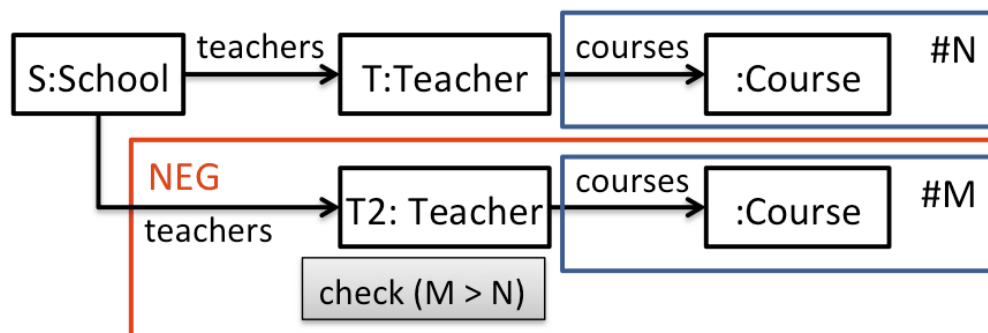 teachers
courses
#N
S:School
T:Teacher
:Course
NEG
courses
#M
T2: Teacher
:Course
teachers
check (M > N)